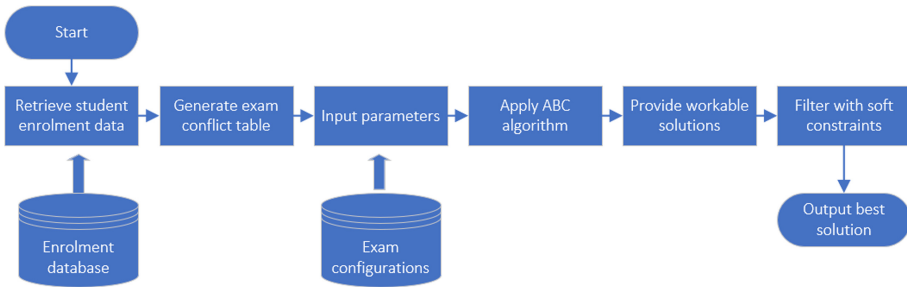 Start
Retrieve student
enrolment data
Generate exam
conflict table
Input parameters
Apply ABC
algorithm
Provide workable
solutions
Filter with soft
constraints
Enrolment
database
Exam
configurations
Output best
solution